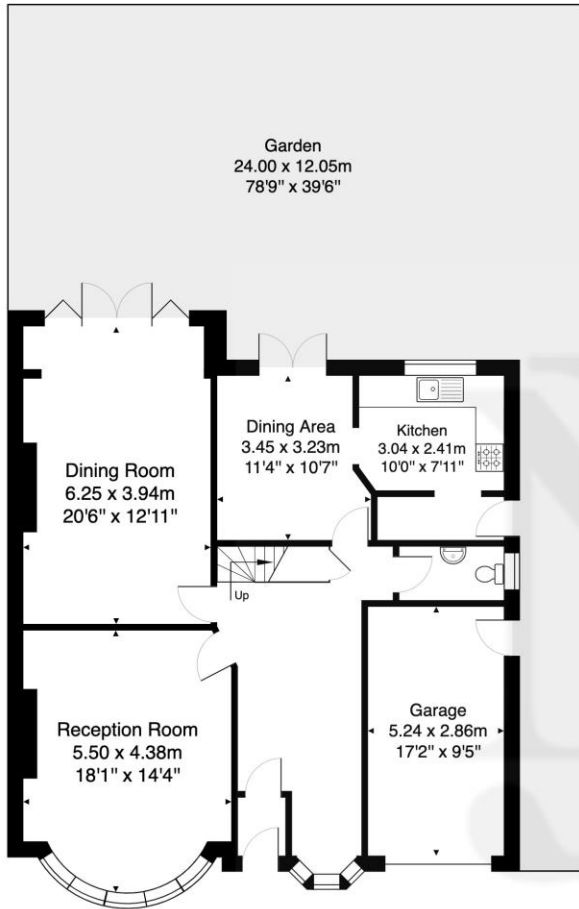 Garden
24.00 x 12.05m
78'9" x 39'6"
Dining Area
3.45 x 3.23m
11'4" x 10'7"
Kitchen
3.04 x 2.41m
10'0" x 7'11"
Dining Room
6.25 x 3.94m
20'6" x 12'11"
Up
Reception Room
5.50 x 4.38m
18'1" x 14'4"
Garage
5.24 x 2.86m
17'2" x 9'5"